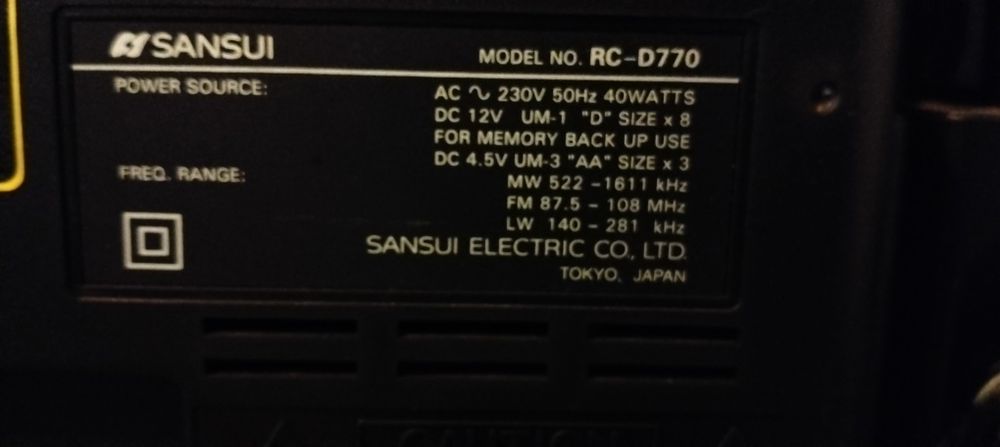 SANSUI MODEL NO. RC-D770
POWER SOURCE: AC ∿ 230V 50Hz 40WATTS
DC 12V UM-1 "D" SIZE x 8
FOR MEMORY BACK UP USE
DC 4.5V UM-3 "AA" SIZE x 3
FREQ. RANGE: MW 522 -1611 kHz
FM 87.5 - 108 MHz
LW 140 - 281 kHz
SANSUI ELECTRIC CO., LTD.
TOKYO, JAPAN
CAUTION